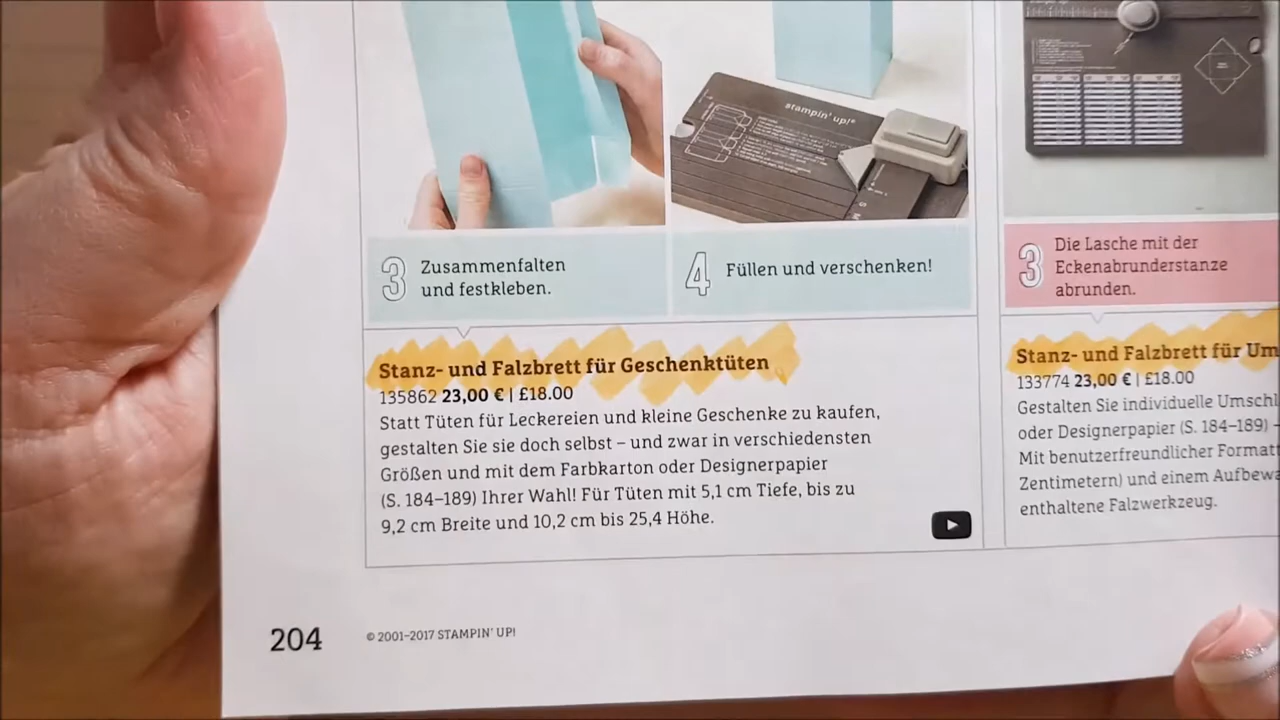 stampin' up!®
3 Zusammenfalten
und festkleben.
4 Füllen und verschenken!
Stanz- und Falzbrett für Geschenktüten
135862 23,00 € | £18.00
Statt Tüten für Leckereien und kleine Geschenke zu kaufen,
gestalten Sie sie doch selbst – und zwar in verschiedensten
Größen und mit dem Farbkarton oder Designerpapier
(S. 184–189) Ihrer Wahl! Für Tüten mit 5,1 cm Tiefe, bis zu
9,2 cm Breite und 10,2 cm bis 25,4 Höhe.
3 Die Lasche mit der
Eckenabrunderstanze
abrunden.
Stanz- und Falzbrett für Um
133774 23,00 € | £18.00
Gestalten Sie individuelle Umschl
oder Designerpapier (S. 184–189) –
Mit benutzerfreundlicher Formatt
Zentimetern) und einem Aufbewa
enthaltene Falzwerkzeug.
204
© 2001–2017 STAMPIN' UP!